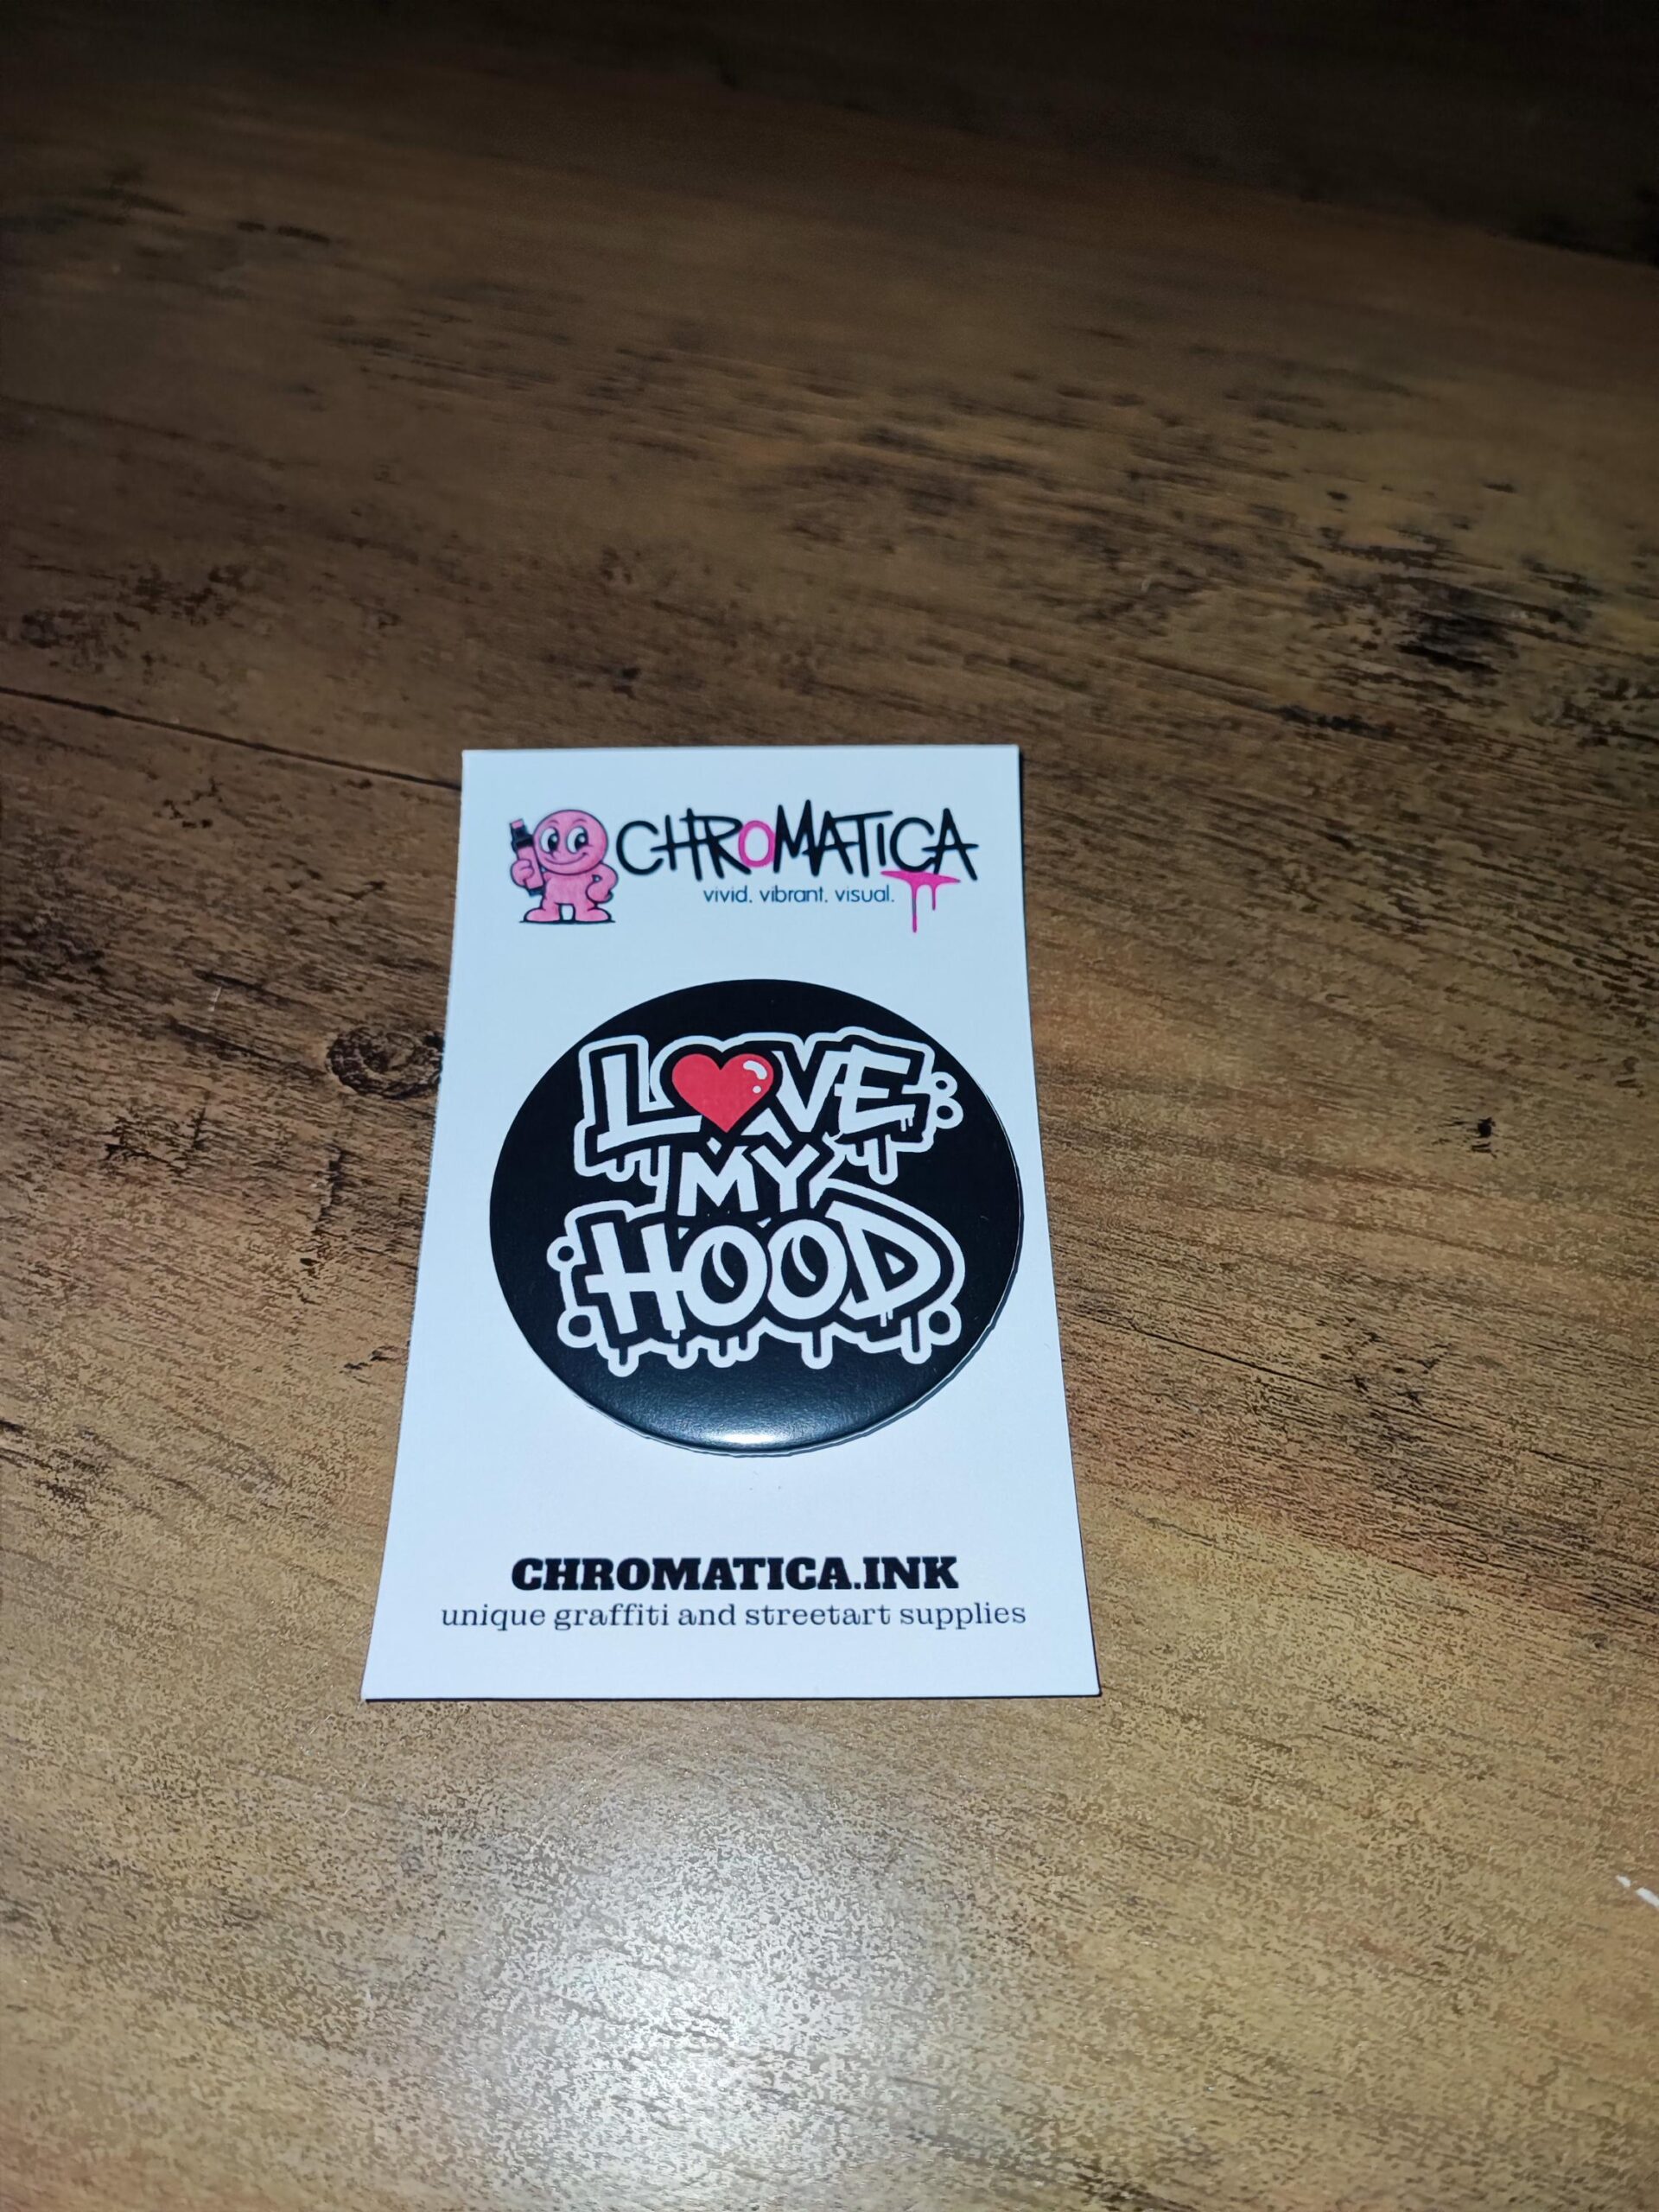 CHROMATICA
vivid. vibrant. visual.
LOVE
MY
HOOD
CHROMATICA.INK
unique graffiti and streetart supplies